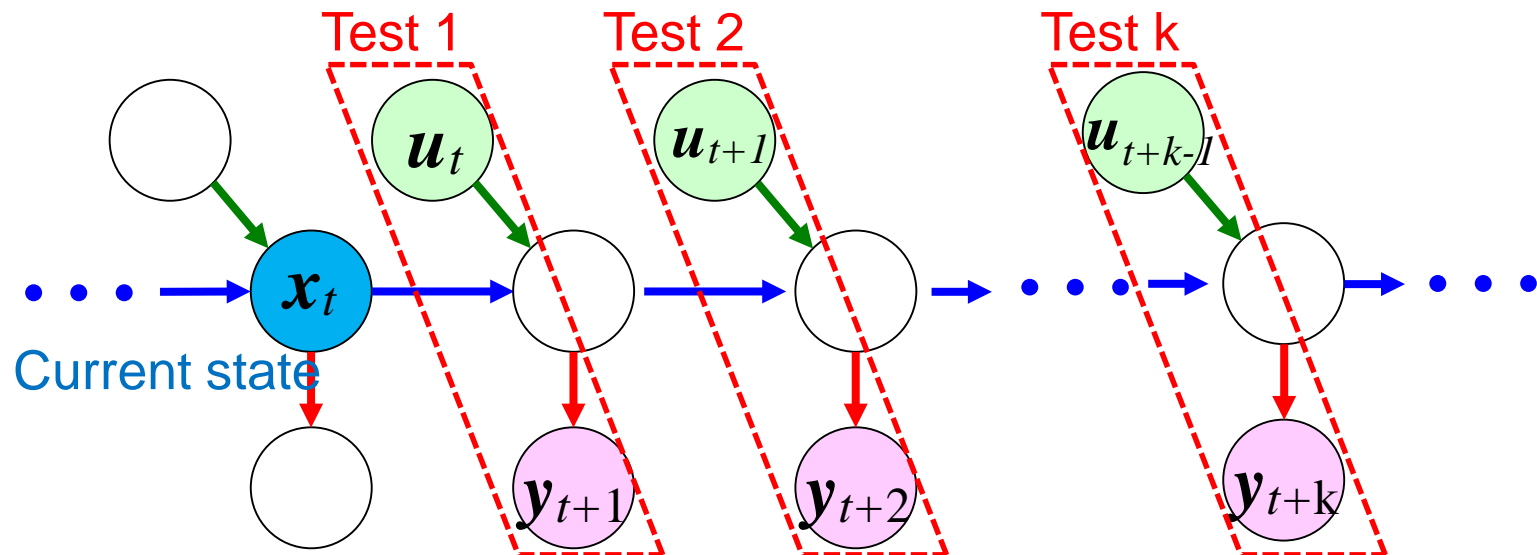 Test 1
Test 2
Test k
u_t
u_{t+1}
u_{t+k-1}
x_t
Current state
y_{t+1}
y_{t+2}
y_{t+k}